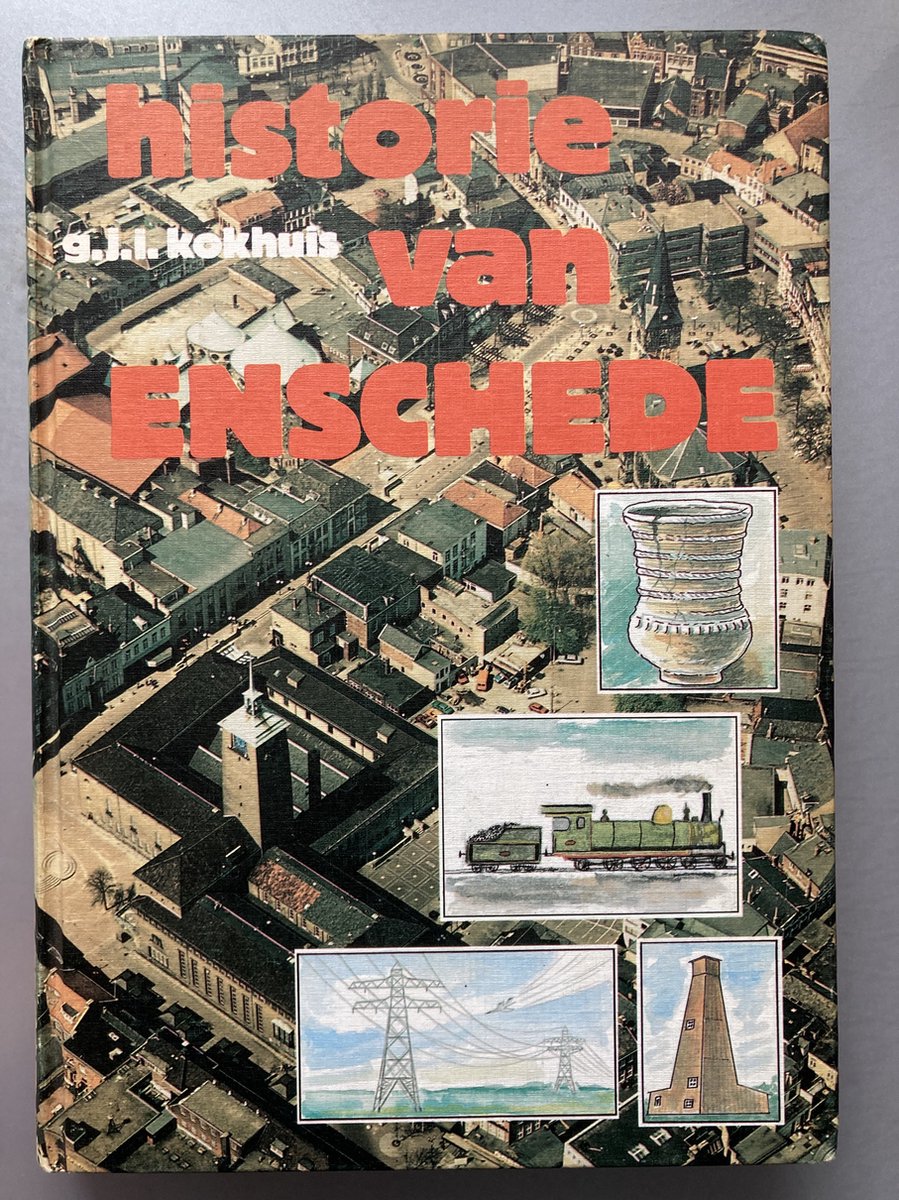 historie
g.j.i. kokhuis van
ENSCHEDE